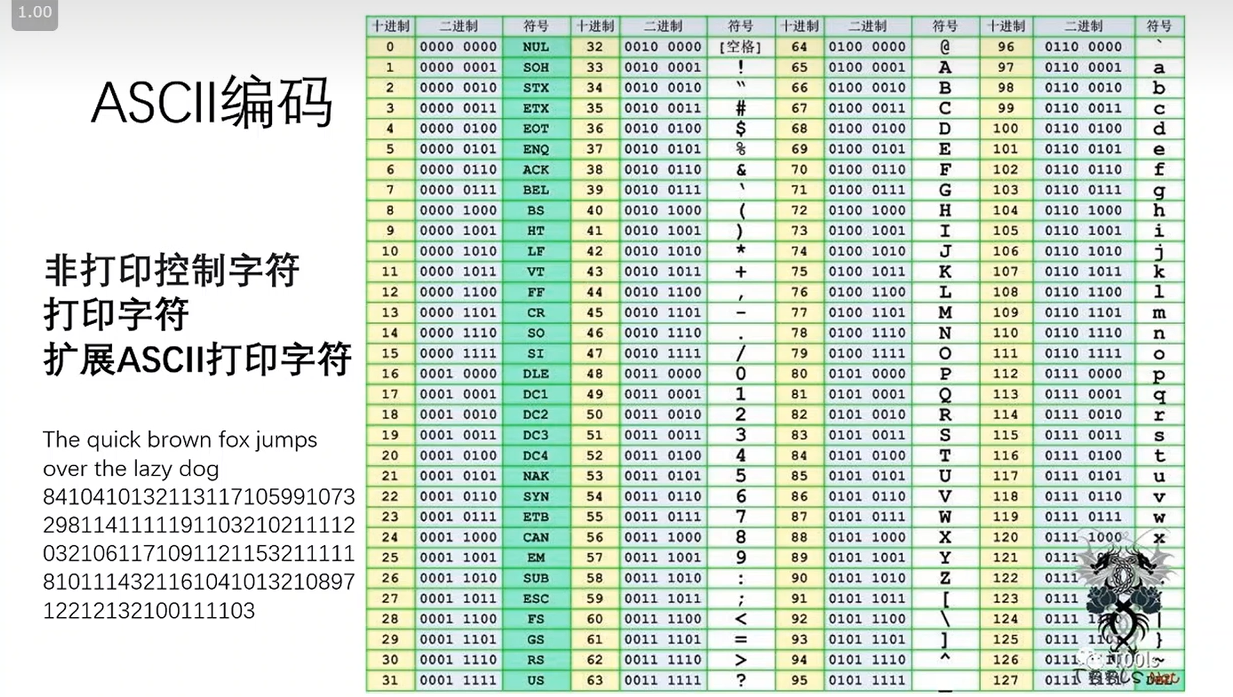 1.00
ASCII编码
非打印控制字符
打印字符
扩展ASCII打印字符
The quick brown fox jumps
over the lazy dog
8410410132113117105991073
2981141111191103210211112
0321061171091121153211111
8101114321161041013210897
12212132100111103
十进制 二进制 符号 十进制 二进制 符号 十进制 二进制 符号 十进制 二进制 符号
0 0000 0000 NUL 32 0010 0000 [空格] 64 0100 0000 @ 96 0110 0000 `
1 0000 0001 SOH 33 0010 0001 ! 65 0100 0001 A 97 0110 0001 a
2 0000 0010 STX 34 0010 0010 " 66 0100 0010 B 98 0110 0010 b
3 0000 0011 ETX 35 0010 0011 # 67 0100 0011 C 99 0110 0011 c
4 0000 0100 EOT 36 0010 0100 $ 68 0100 0100 D 100 0110 0100 d
5 0000 0101 ENQ 37 0010 0101 % 69 0100 0101 E 101 0110 0101 e
6 0000 0110 ACK 38 0010 0110 & 70 0100 0110 F 102 0110 0110 f
7 0000 0111 BEL 39 0010 0111 ` 71 0100 0111 G 103 0110 0111 g
8 0000 1000 BS 40 0010 1000 ( 72 0100 1000 H 104 0110 1000 h
9 0000 1001 HT 41 0010 1001 ) 73 0100 1001 I 105 0110 1001 i
10 0000 1010 LF 42 0010 1010 * 74 0100 1010 J 106 0110 1010 j
11 0000 1011 VT 43 0010 1011 + 75 0100 1011 K 107 0110 1011 k
12 0000 1100 FF 44 0010 1100 , 76 0100 1100 L 108 0110 1100 l
13 0000 1101 CR 45 0010 1101 - 77 0100 1101 M 109 0110 1101 m
14 0000 1110 SO 46 0010 1110 . 78 0100 1110 N 110 0110 1110 n
15 0000 1111 SI 47 0010 1111 / 79 0100 1111 O 111 0110 1111 o
16 0001 0000 DLE 48 0011 0000 0 80 0101 0000 P 112 0111 0000 p
17 0001 0001 DC1 49 0011 0001 1 81 0101 0001 Q 113 0111 0001 q
18 0001 0010 DC2 50 0011 0010 2 82 0101 0010 R 114 0111 0010 r
19 0001 0011 DC3 51 0011 0011 3 83 0101 0011 S 115 0111 0011 s
20 0001 0100 DC4 52 0011 0100 4 84 0101 0100 T 116 0111 0100 t
21 0001 0101 NAK 53 0011 0101 5 85 0101 0101 U 117 0111 0101 u
22 0001 0110 SYN 54 0011 0110 6 86 0101 0110 V 118 0111 0110 v
23 0001 0111 ETB 55 0011 0111 7 87 0101 0111 W 119 0111 0111 w
24 0001 1000 CAN 56 0011 1000 8 88 0101 1000 X 120 0111 1000 x
25 0001 1001 EM 57 0011 1001 9 89 0101 1001 Y 121 0111
26 0001 1010 SUB 58 0011 1010 : 90 0101 1010 Z 122 0111
27 0001 1011 ESC 59 0011 1011 ; 91 0101 1011 [ 123 0111
28 0001 1100 FS 60 0011 1100 < 92 0101 1100 \ 124 0111 |
29 0001 1101 GS 61 0011 1101 = 93 0101 1101 ] 125 0111 }
30 0001 1110 RS 62 0011 1110 > 94 0101 1110 ^ 126 0111 ~
31 0001 1111 US 63 0011 1111 ? 95 0101 1111 _ 127 0111
T00ls